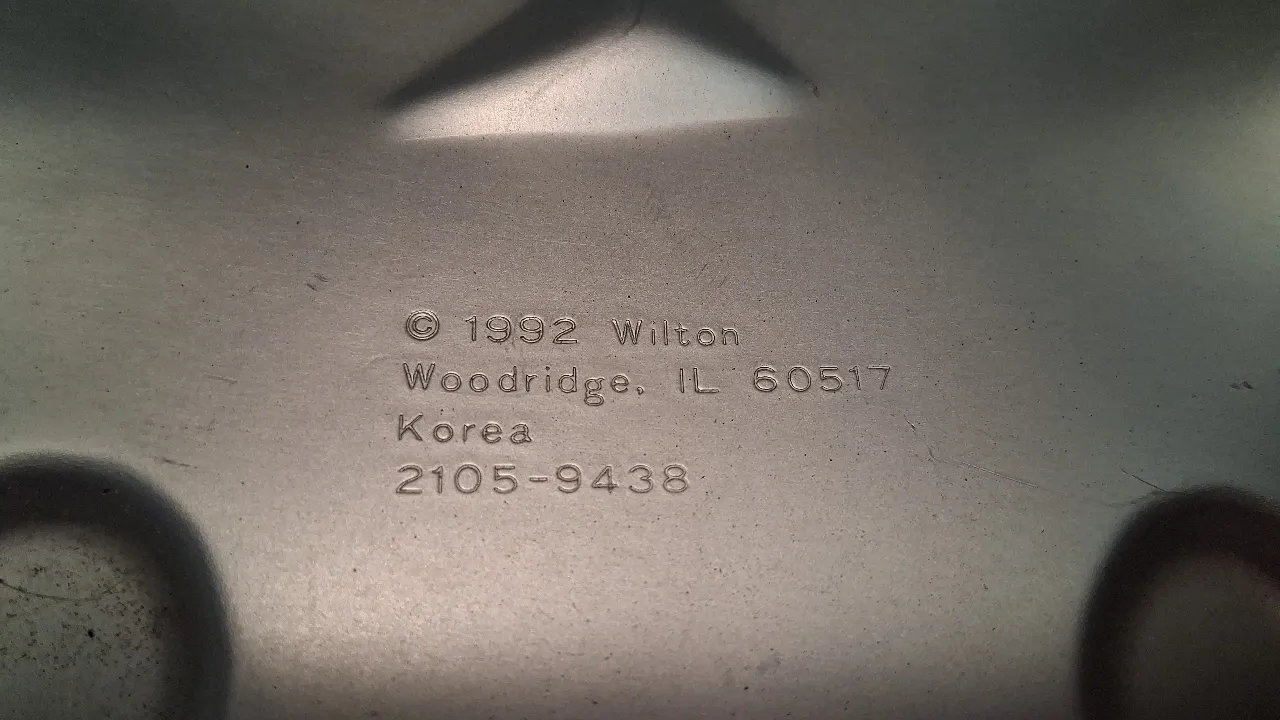 © 1992 Wilton
Woodridge, IL 60517
Korea
2105-9438